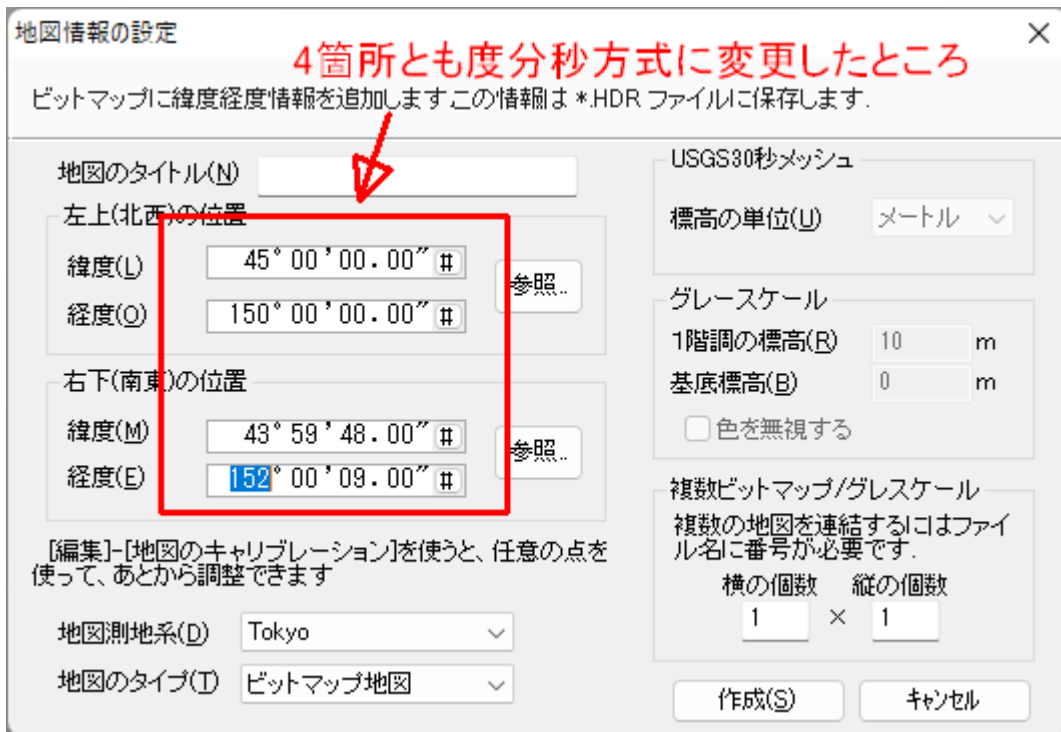 地図情報の設定
4箇所とも度分秒方式に変更したところ
ビットマップに緯度経度情報を追加しますこの情報は *.HDR ファイルに保存します.
地図のタイトル(N)
左上(北西)の位置
緯度(L)
45°00'00.00″ #
経度(O)
150°00'00.00″ #
参照..
右下(南東)の位置
緯度(M)
43°59'48.00″ #
経度(E)
152°00'09.00″ #
参照..
[編集]-[地図のキャリブレーション]を使うと、任意の点を
使って、あとから調整できます
地図測地系(D)
Tokyo
地図のタイプ(T)
ビットマップ地図
USGS30秒メッシュ
標高の単位(U)
メートル
グレースケール
1階調の標高(R)
10
m
基底標高(B)
0
m
色を無視する
複数ビットマップ/グレスケール
複数の地図を連結するにはファイ
ル名に番号が必要です.
横の個数 縦の個数
1 × 1
作成(S)
キャンセル